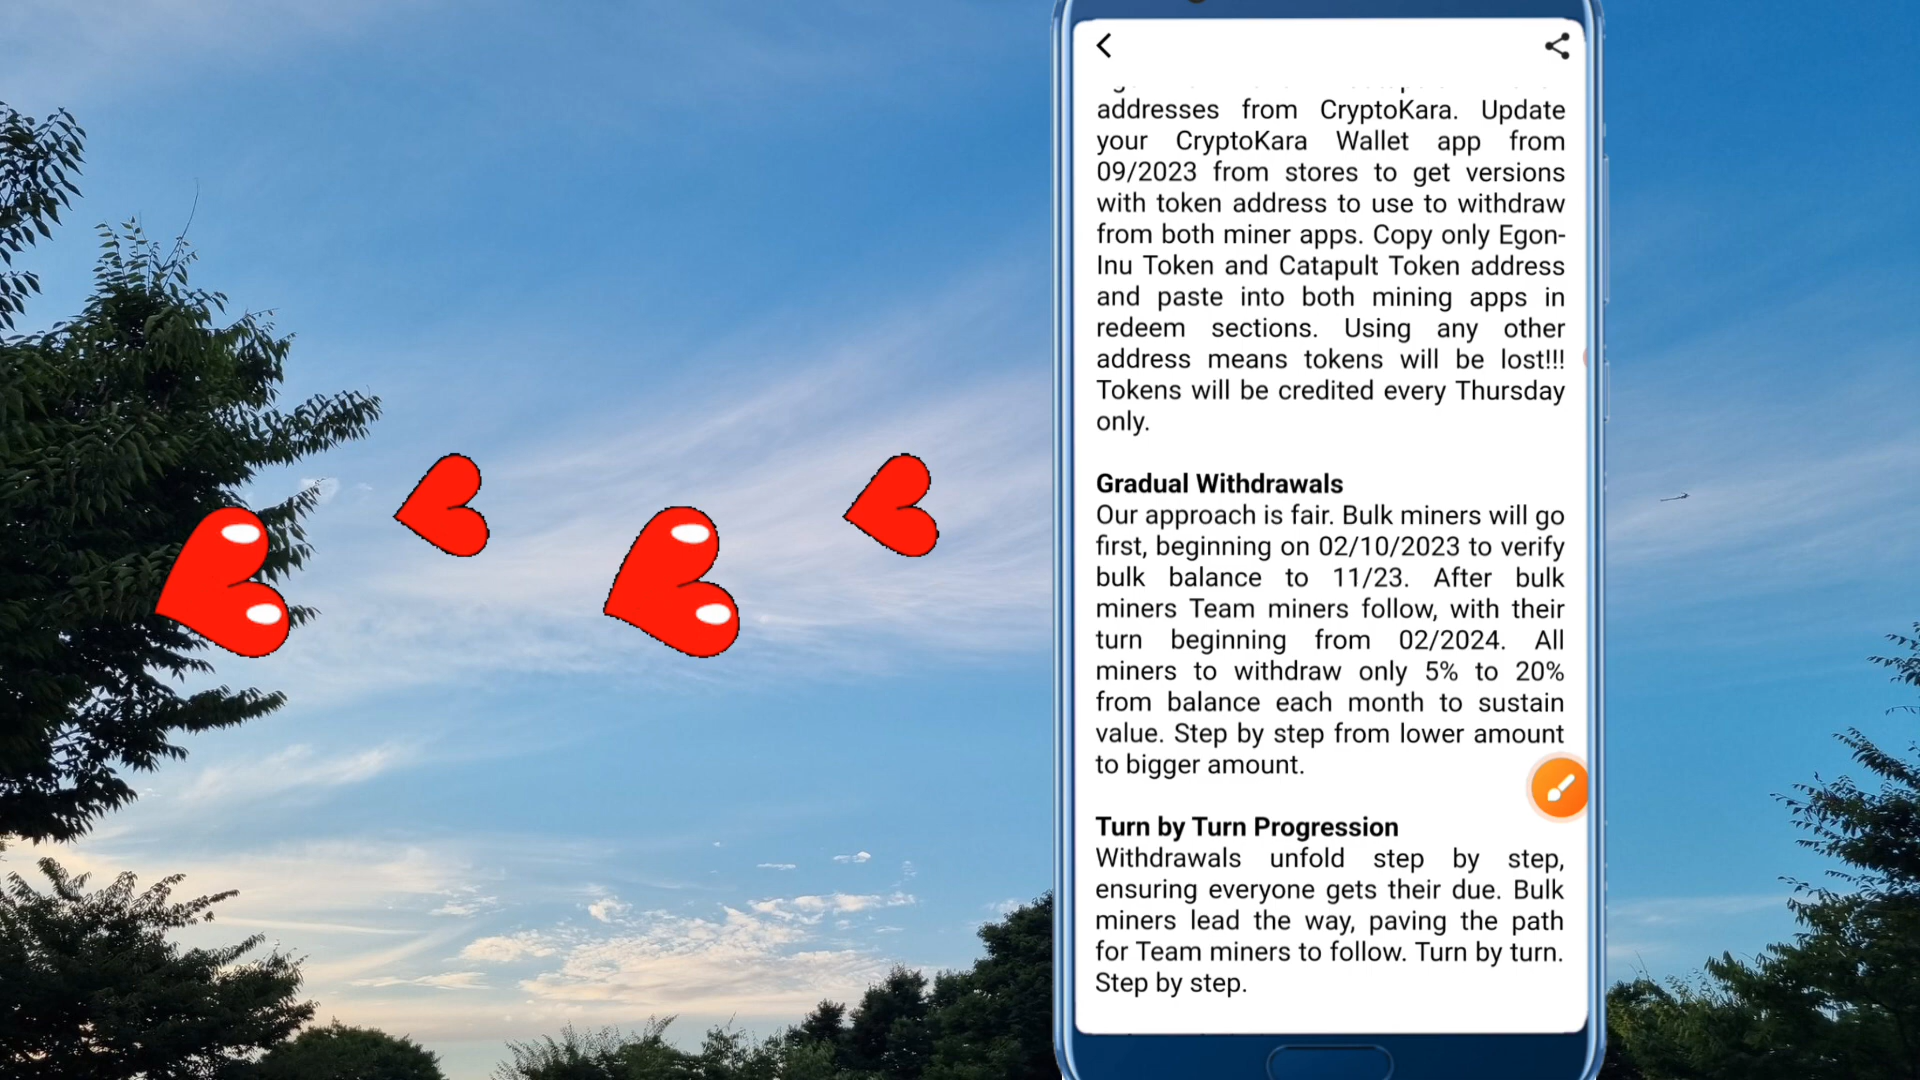 addresses from CryptoKara. Update
your CryptoKara Wallet app from
09/2023 from stores to get versions
with token address to use to withdraw
from both miner apps. Copy only Egon-
Inu Token and Catapult Token address
and paste into both mining apps in
redeem sections. Using any other
address means tokens will be lost!!!
Tokens will be credited every Thursday
only.
Gradual Withdrawals
Our approach is fair. Bulk miners will go
first, beginning on 02/10/2023 to verify
bulk balance to 11/23. After bulk
miners Team miners follow, with their
turn beginning from 02/2024. All
miners to withdraw only 5% to 20%
from balance each month to sustain
value. Step by step from lower amount
to bigger amount.
Turn by Turn Progression
Withdrawals unfold step by step,
ensuring everyone gets their due. Bulk
miners lead the way, paving the path
for Team miners to follow. Turn by turn.
Step by step.